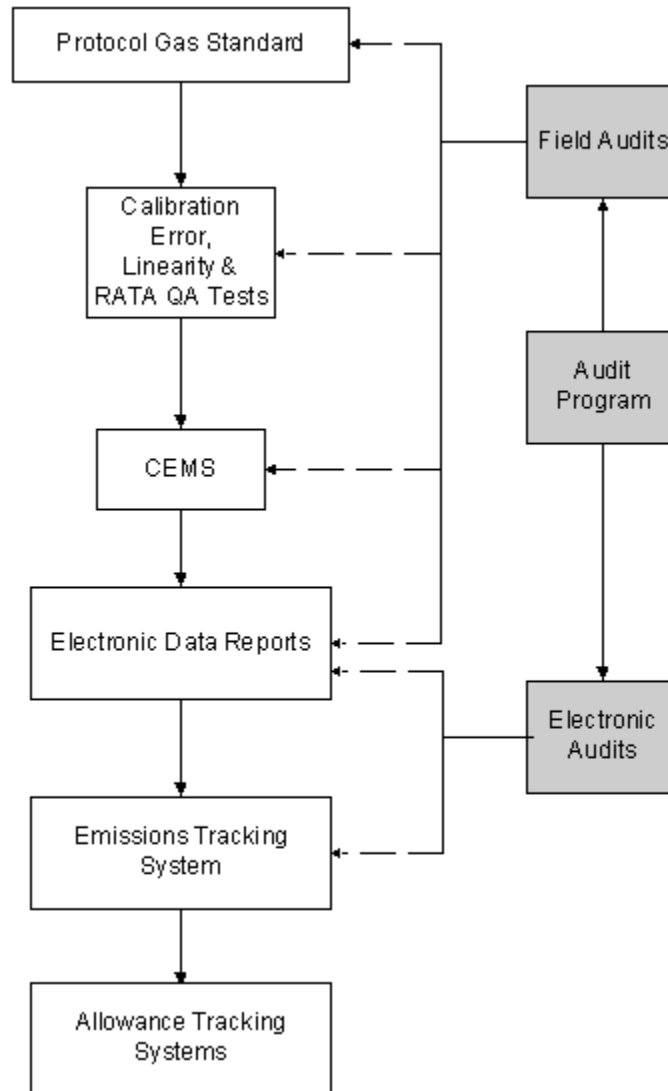 Protocol Gas Standard
Field Audits
Calibration
Error,
Linearity &
RATA QA Tests
Audit
Program
CEMS
Electronic Data Reports
Electronic
Audits
Emissions Tracking
System
Allowance Tracking
Systems